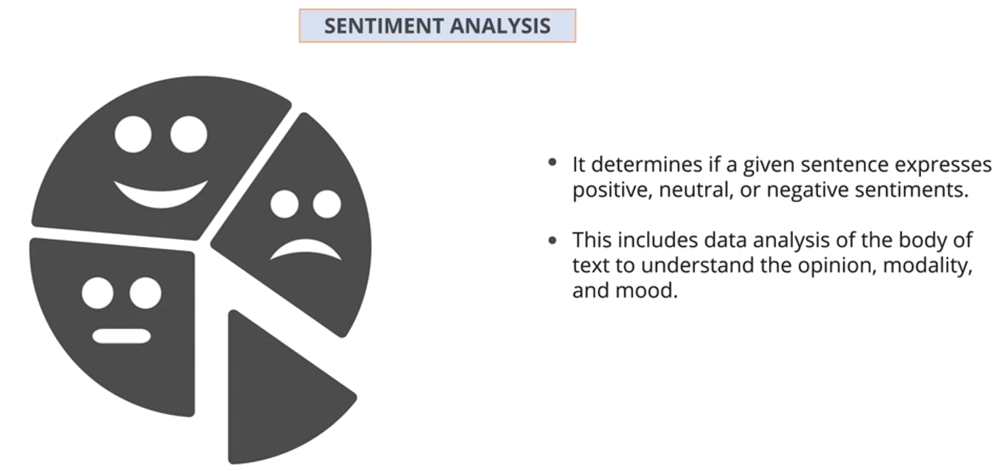 SENTIMENT ANALYSIS
• It determines if a given sentence expresses
positive, neutral, or negative sentiments.
• This includes data analysis of the body of
text to understand the opinion, modality,
and mood.